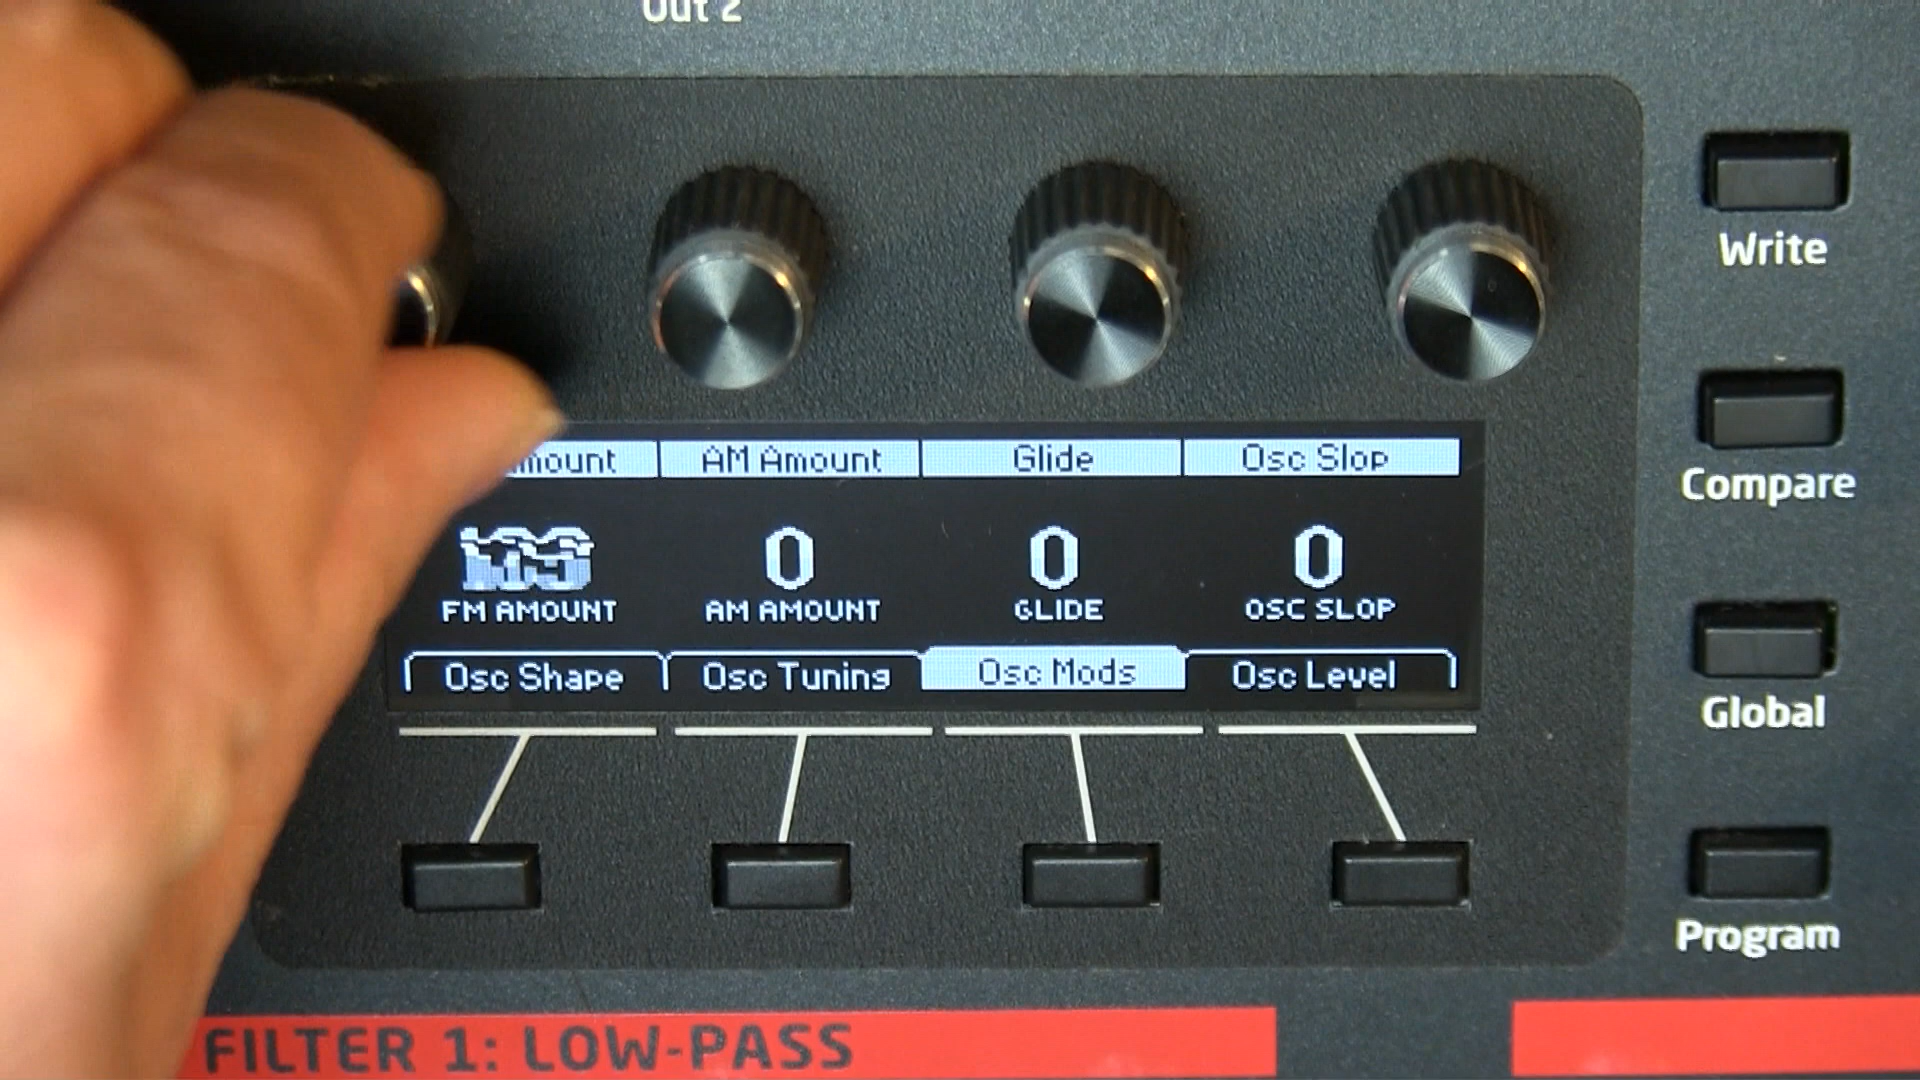 Out 2
mount AM Amount Glide Osc Slop
0 0 0
FM AMOUNT AM AMOUNT GLIDE OSC SLOP
Osc Shape Osc Tuning Osc Mods Osc Level
Write
Compare
Global
Program
FILTER 1: LOW-PASS